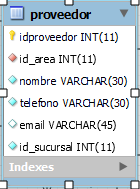 proveedor
idproveedor INT(11)
id_area INT(11)
nombre VARCHAR(30)
telefono VARCHAR(30)
email VARCHAR(45)
id_sucursal INT(11)
Indexes